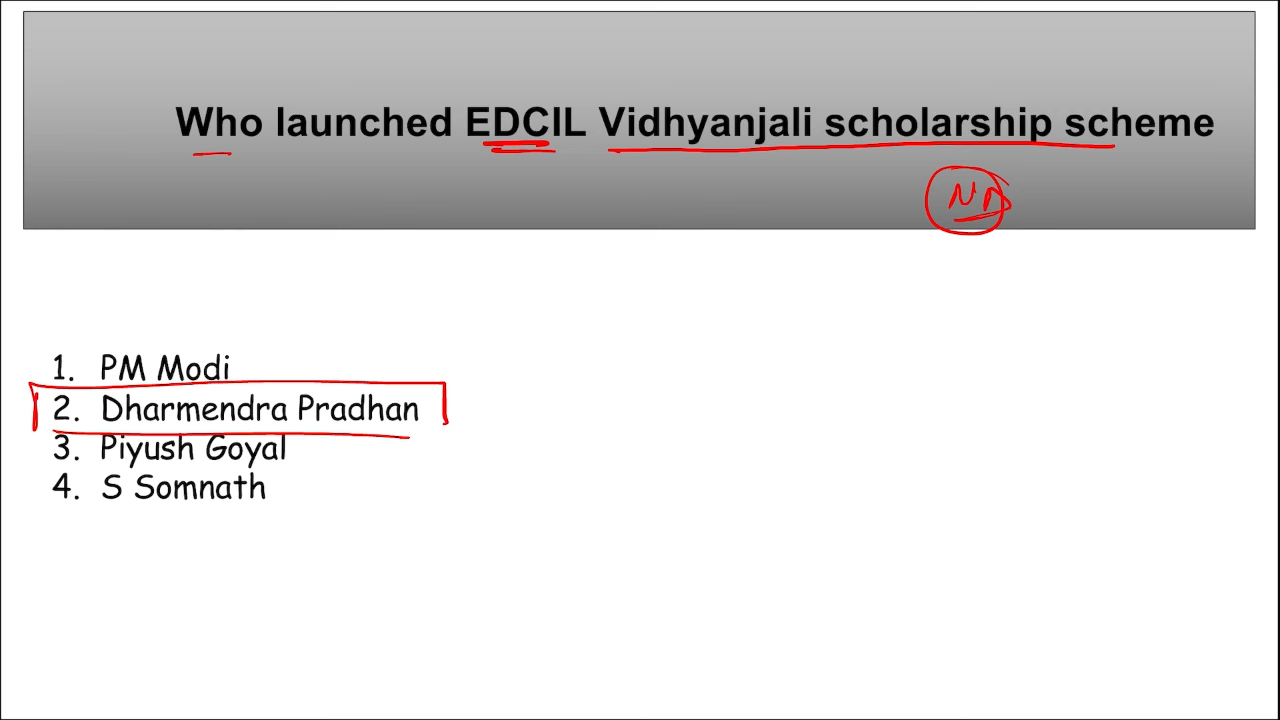 Who launched EDCIL Vidhyanjali scholarship scheme
1. PM Modi
2. Dharmendra Pradhan
3. Piyush Goyal
4. S Somnath